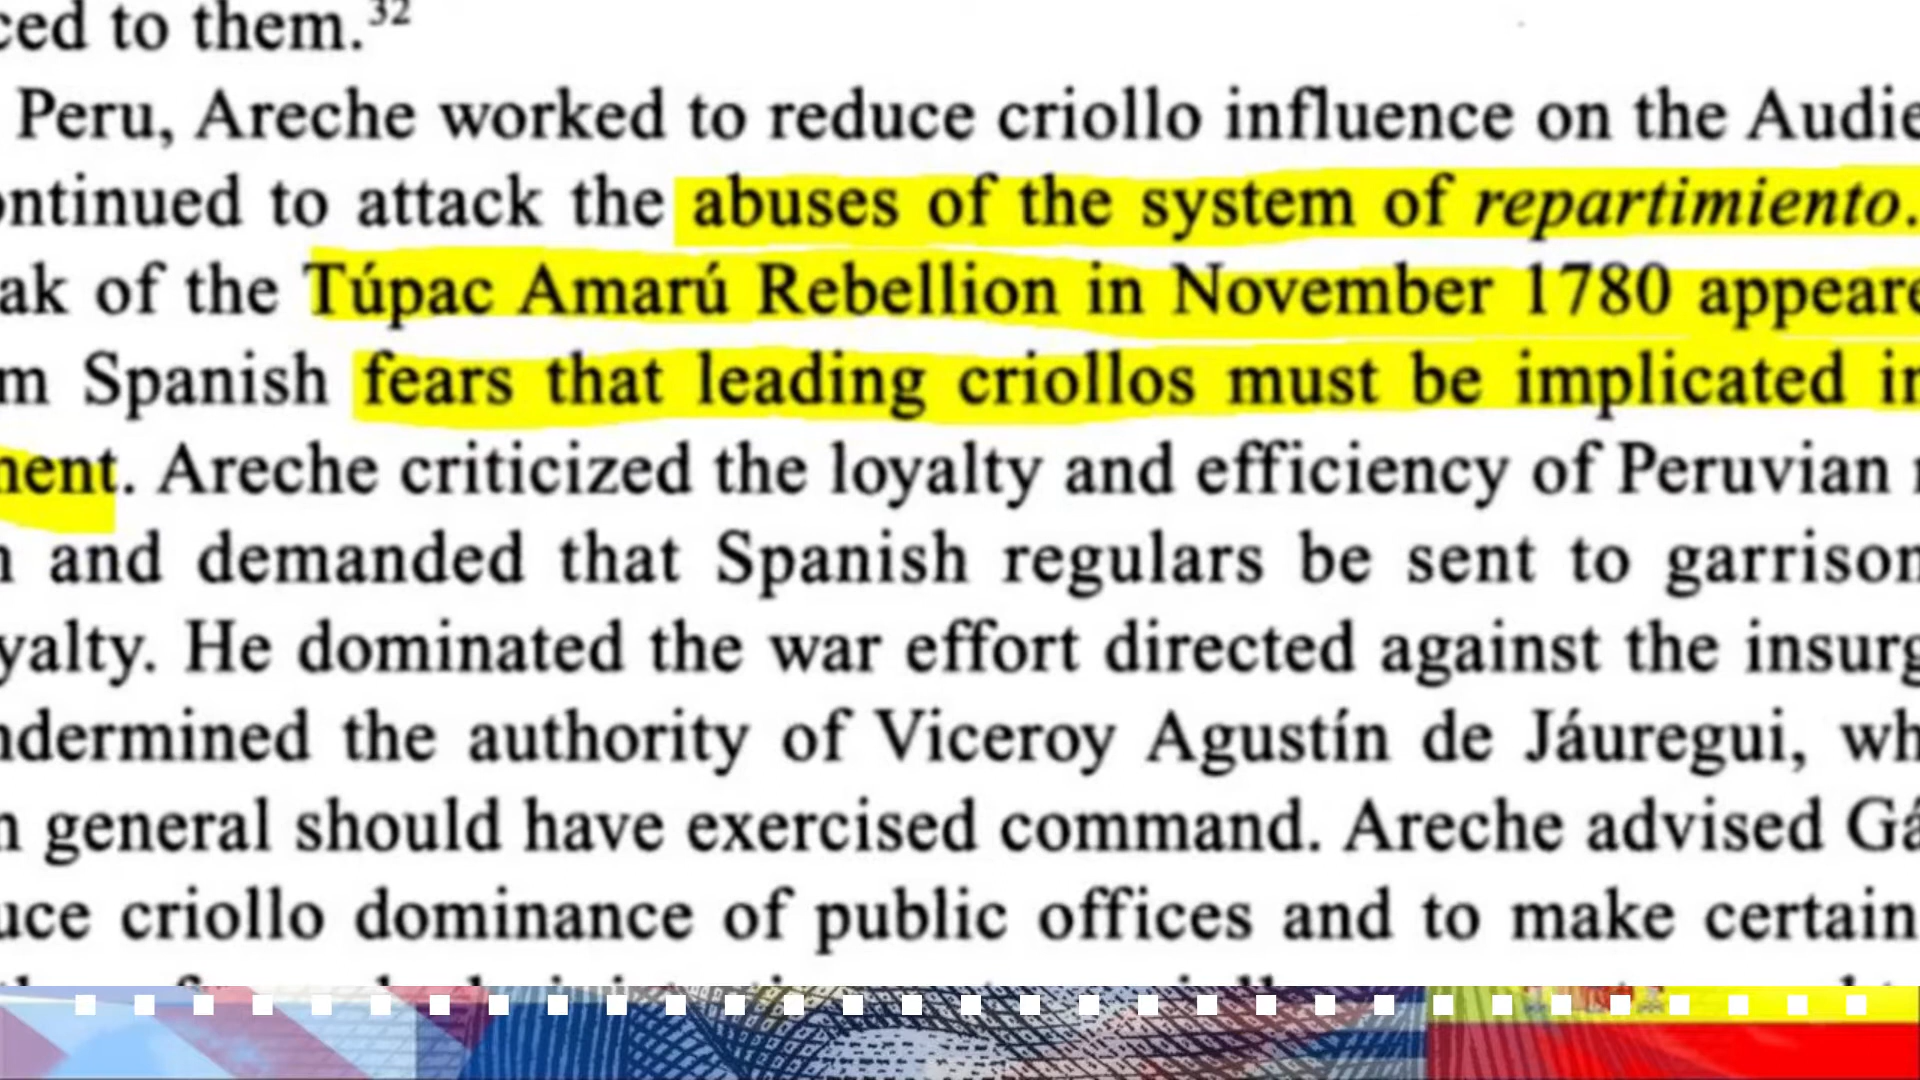 ced to them.32
Peru, Areche worked to reduce criollo influence on the Audie
ontinued to attack the abuses of the system of repartimiento.
ak of the Túpac Amarú Rebellion in November 1780 appeare
m Spanish fears that leading criollos must be implicated in
nent. Areche criticized the loyalty and efficiency of Peruvian
and demanded that Spanish regulars be sent to garrison
yalty. He dominated the war effort directed against the insurg
ndermined the authority of Viceroy Agustín de Jáuregui, wh
n general should have exercised command. Areche advised Gá
uce criollo dominance of public offices and to make certain